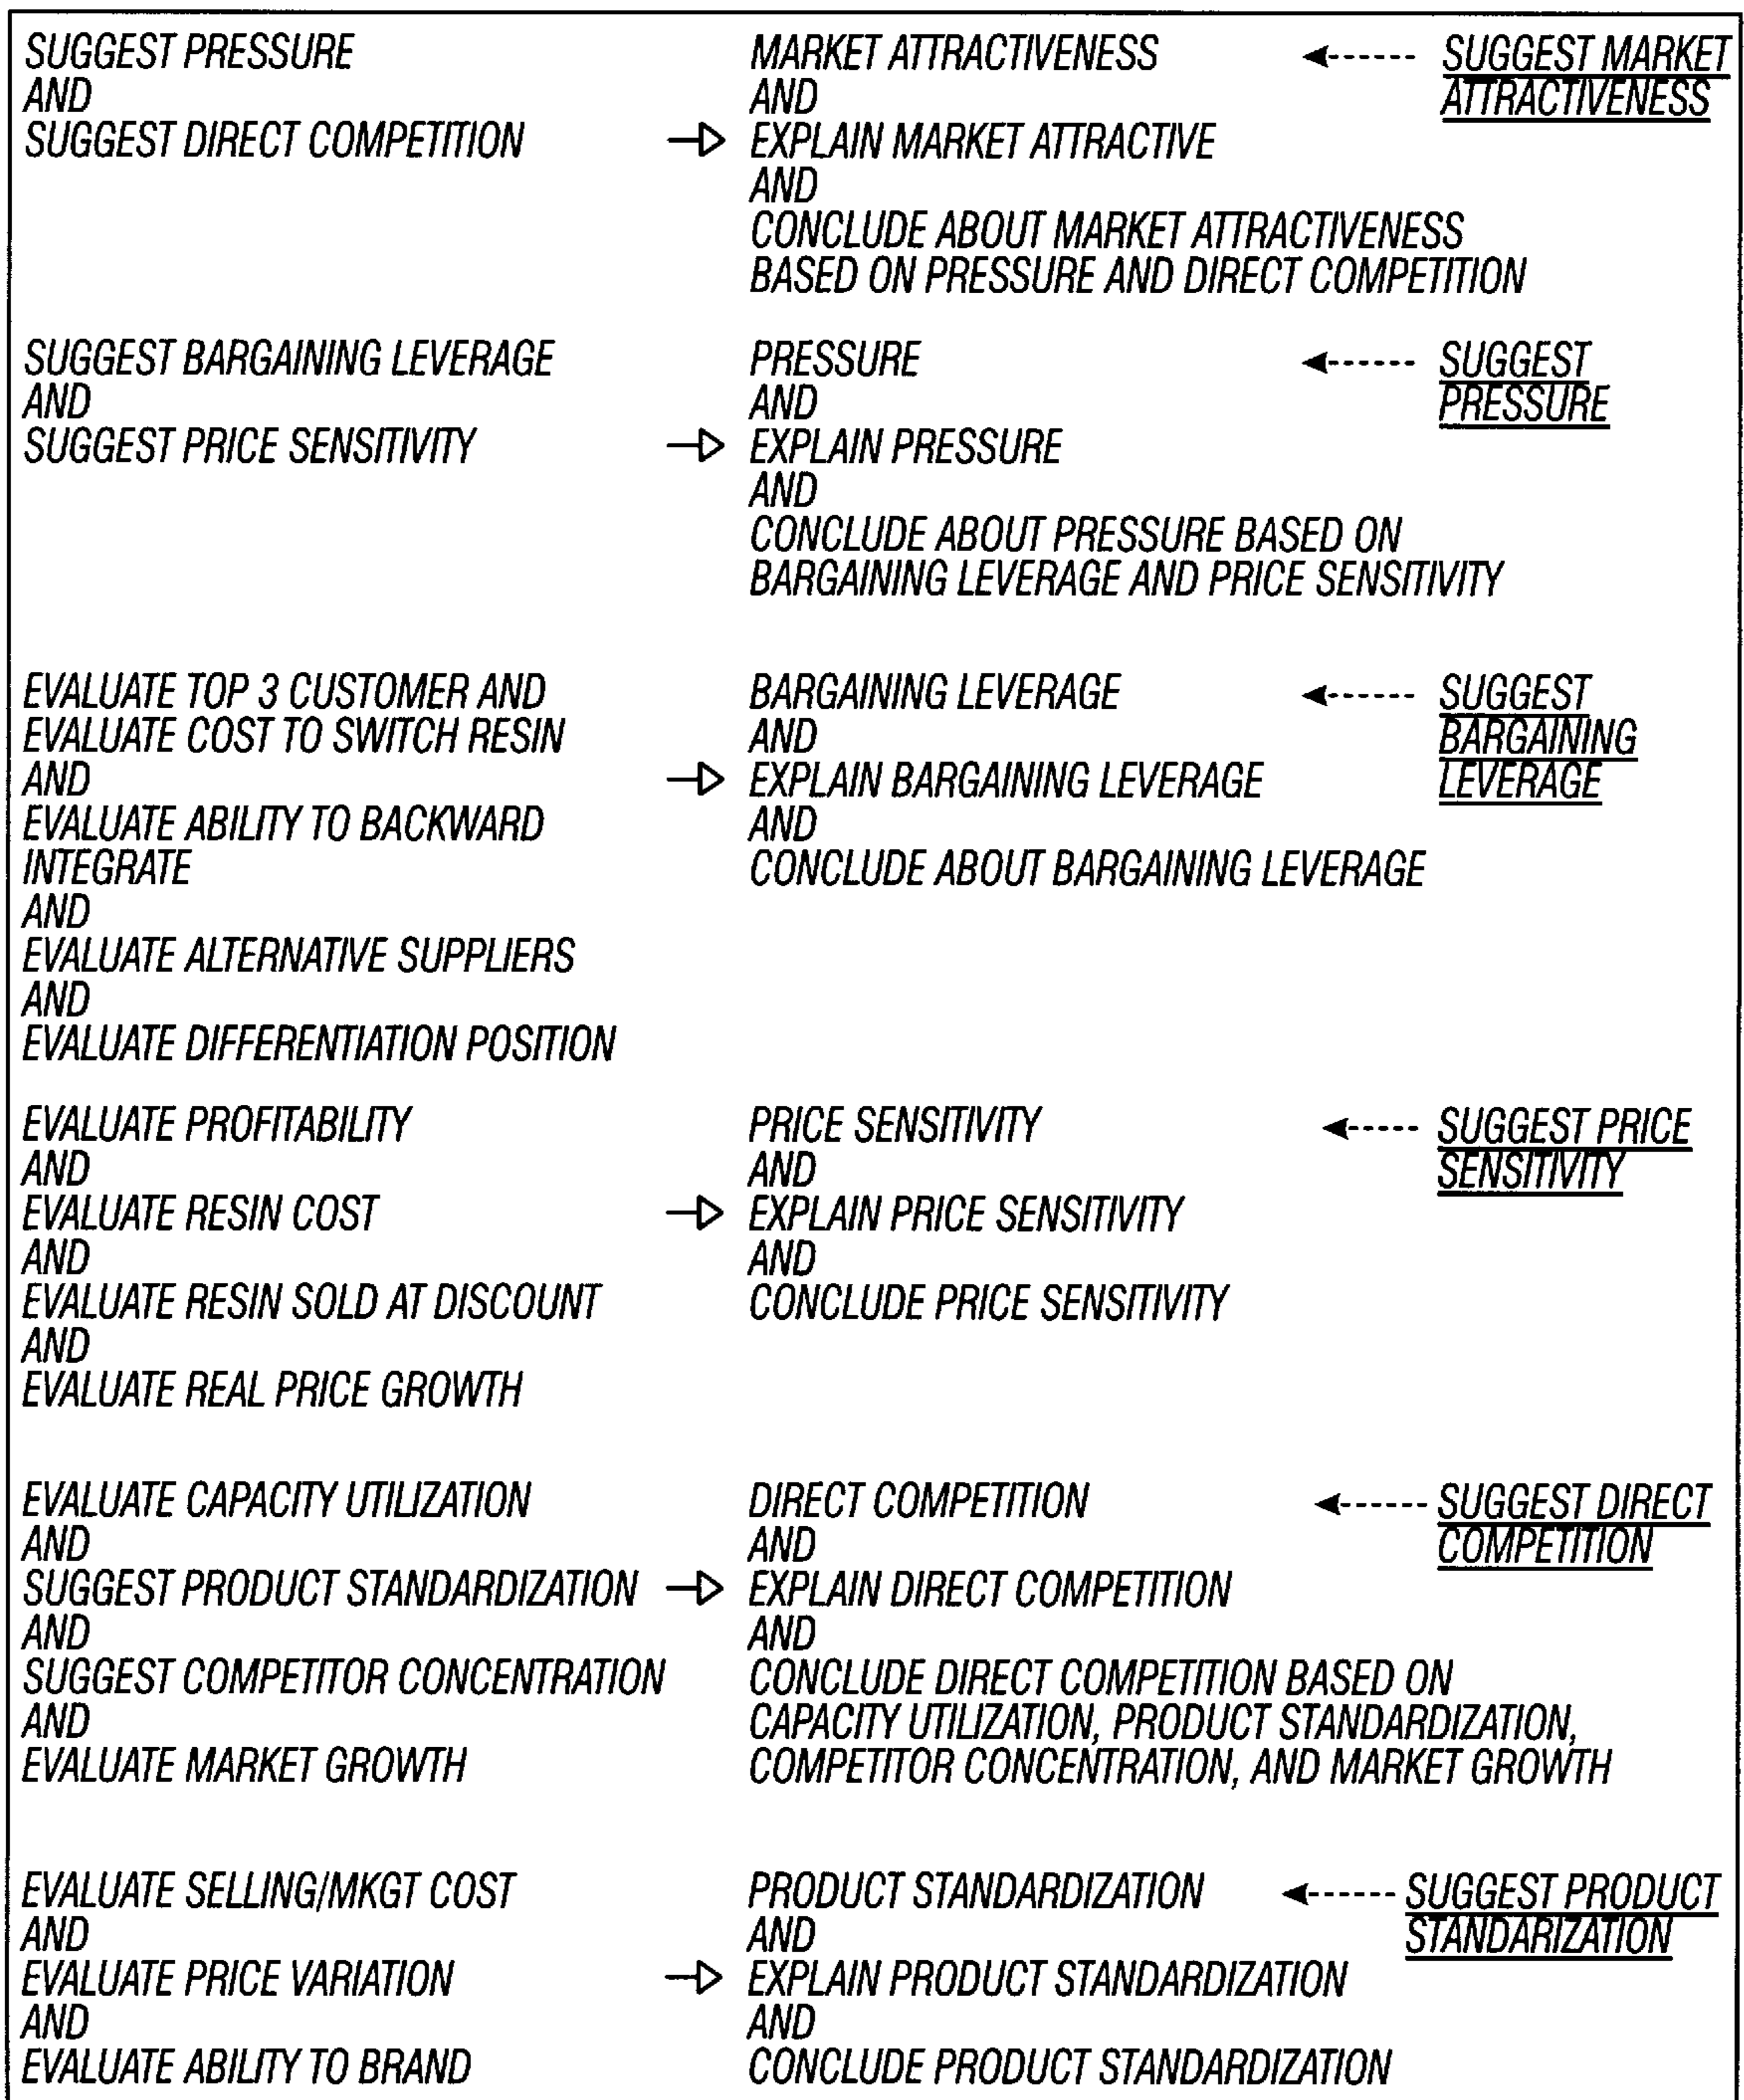 SUGGEST PRESSURE
AND
SUGGEST DIRECT COMPETITION
MARKET ATTRACTIVENESS
AND
EXPLAIN MARKET ATTRACTIVE
AND
CONCLUDE ABOUT MARKET ATTRACTIVENESS
BASED ON PRESSURE AND DIRECT COMPETITION
SUGGEST MARKET
ATTRACTIVENESS
SUGGEST BARGAINING LEVERAGE
AND
SUGGEST PRICE SENSITIVITY
PRESSURE
AND
EXPLAIN PRESSURE
AND
CONCLUDE ABOUT PRESSURE BASED ON
BARGAINING LEVERAGE AND PRICE SENSITIVITY
SUGGEST
PRESSURE
EVALUATE TOP 3 CUSTOMER AND
EVALUATE COST TO SWITCH RESIN
AND
EVALUATE ABILITY TO BACKWARD
INTEGRATE
AND
EVALUATE ALTERNATIVE SUPPLIERS
AND
EVALUATE DIFFERENTIATION POSITION
BARGAINING LEVERAGE
AND
EXPLAIN BARGAINING LEVERAGE
AND
CONCLUDE ABOUT BARGAINING LEVERAGE
SUGGEST
BARGAINING
LEVERAGE
EVALUATE PROFITABILITY
AND
EVALUATE RESIN COST
AND
EVALUATE RESIN SOLD AT DISCOUNT
AND
EVALUATE REAL PRICE GROWTH
PRICE SENSITIVITY
AND
EXPLAIN PRICE SENSITIVITY
AND
CONCLUDE PRICE SENSITIVITY
SUGGEST PRICE
SENSITIVITY
EVALUATE CAPACITY UTILIZATION
AND
SUGGEST PRODUCT STANDARDIZATION
AND
SUGGEST COMPETITOR CONCENTRATION
AND
EVALUATE MARKET GROWTH
DIRECT COMPETITION
AND
EXPLAIN DIRECT COMPETITION
AND
CONCLUDE DIRECT COMPETITION BASED ON
CAPACITY UTILIZATION, PRODUCT STANDARDIZATION,
COMPETITOR CONCENTRATION, AND MARKET GROWTH
SUGGEST DIRECT
COMPETITION
EVALUATE SELLING/MKGT COST
AND
EVALUATE PRICE VARIATION
AND
EVALUATE ABILITY TO BRAND
PRODUCT STANDARDIZATION
AND
EXPLAIN PRODUCT STANDARDIZATION
AND
CONCLUDE PRODUCT STANDARDIZATION
SUGGEST PRODUCT
STANDARIZATION